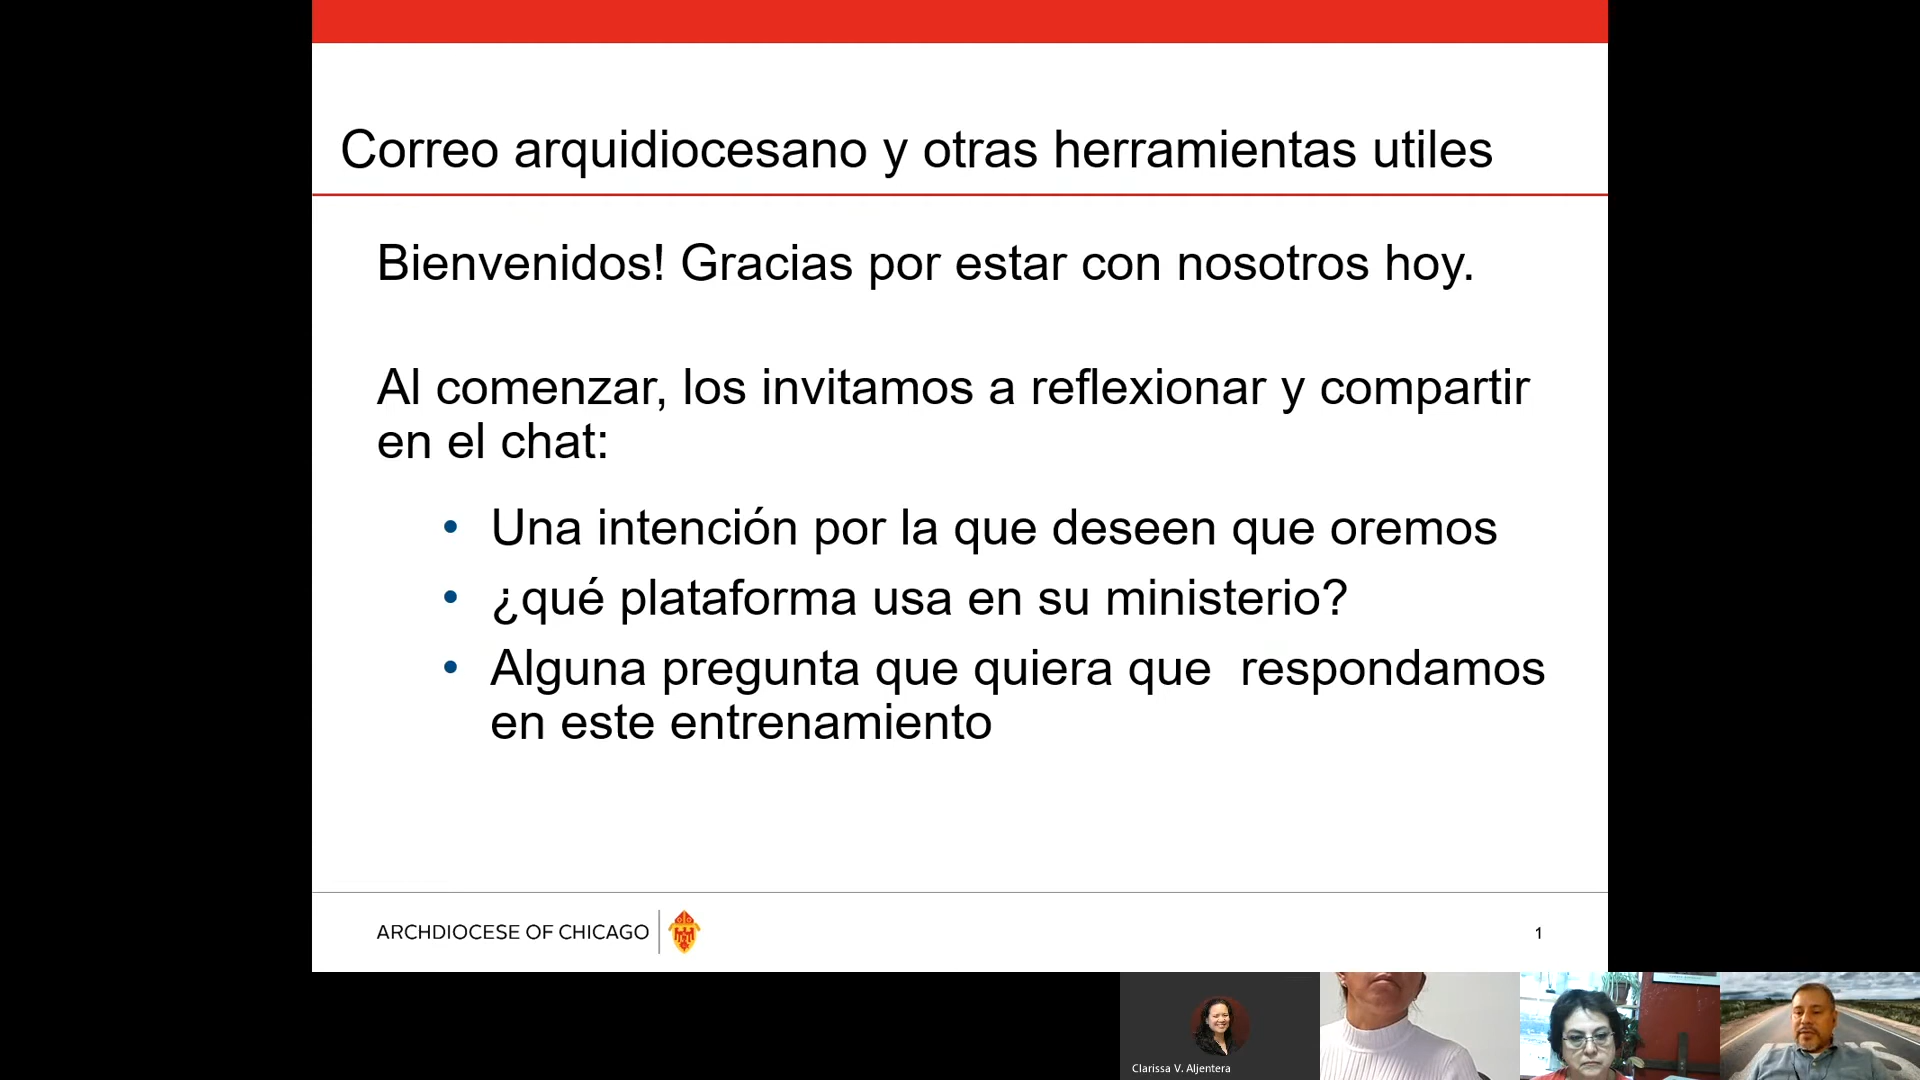 Correo arquidiocesano y otras herramientas utiles
Bienvenidos! Gracias por estar con nosotros hoy.
Al comenzar, los invitamos a reflexionar y compartir
en el chat:
• Una intención por la que deseen que oremos
• ¿qué plataforma usa en su ministerio?
• Alguna pregunta que quiera que  respondamos
en este entrenamiento
ARCHDIOCESE OF CHICAGO
1
Clarissa V. Aljentera